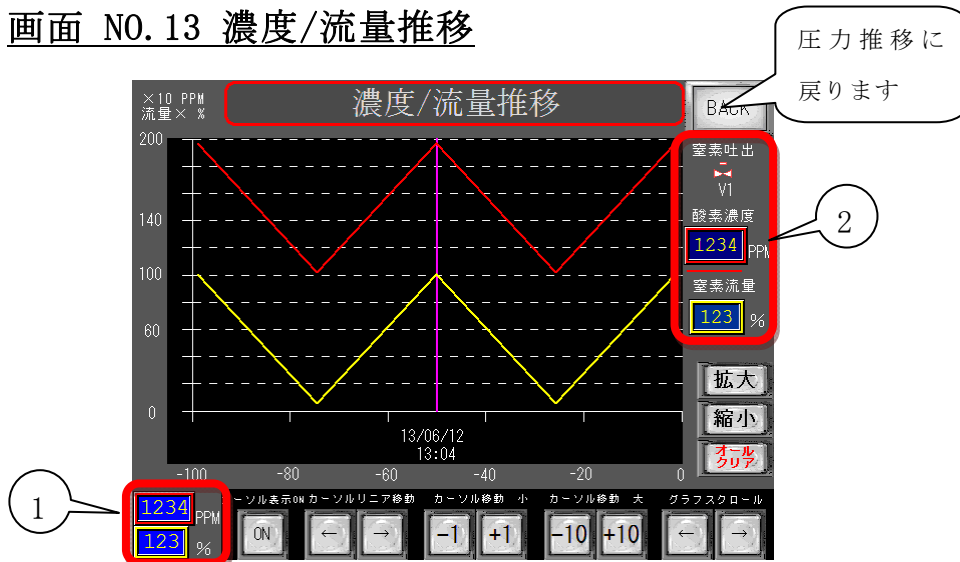 画面 NO.13 濃度/流量推移
圧力推移に
戻ります
×10 PPM
流量× %
濃度/流量推移
BACK
200
140
100
60
0
窒素吐出
V1
酸素濃度
1234 PPM
窒素流量
123 %
2
拡大
縮小
オール
クリア
13/06/12
13:04
-100 -80 -60 -40 -20 0
1
1234 PPM
123 %
ーソル表示ON カーソルリニア移動 カーソル移動 小 カーソル移動 大 グラフスクロール
ON ← → -1 +1 -10 +10 ← →